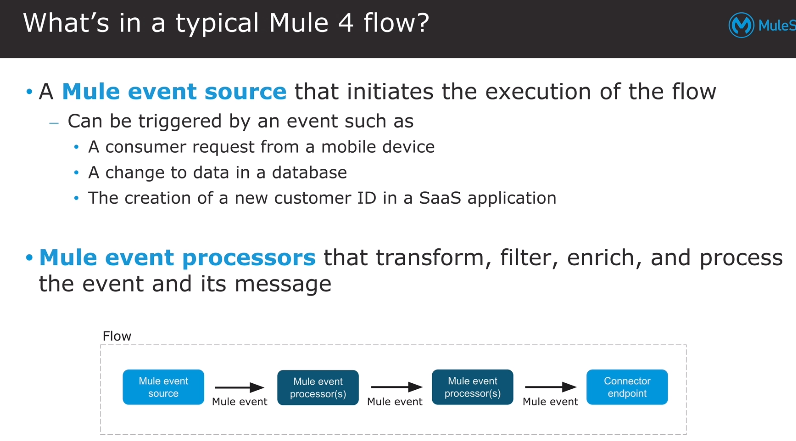 What's in a typical Mule 4 flow?
MuleS
• A Mule event source that initiates the execution of the flow
– Can be triggered by an event such as
• A consumer request from a mobile device
• A change to data in a database
• The creation of a new customer ID in a SaaS application
• Mule event processors that transform, filter, enrich, and process
the event and its message
Flow
Mule event
source
Mule event
Mule event
processor(s)
Mule event
Mule event
processor(s)
Mule event
Connector
endpoint